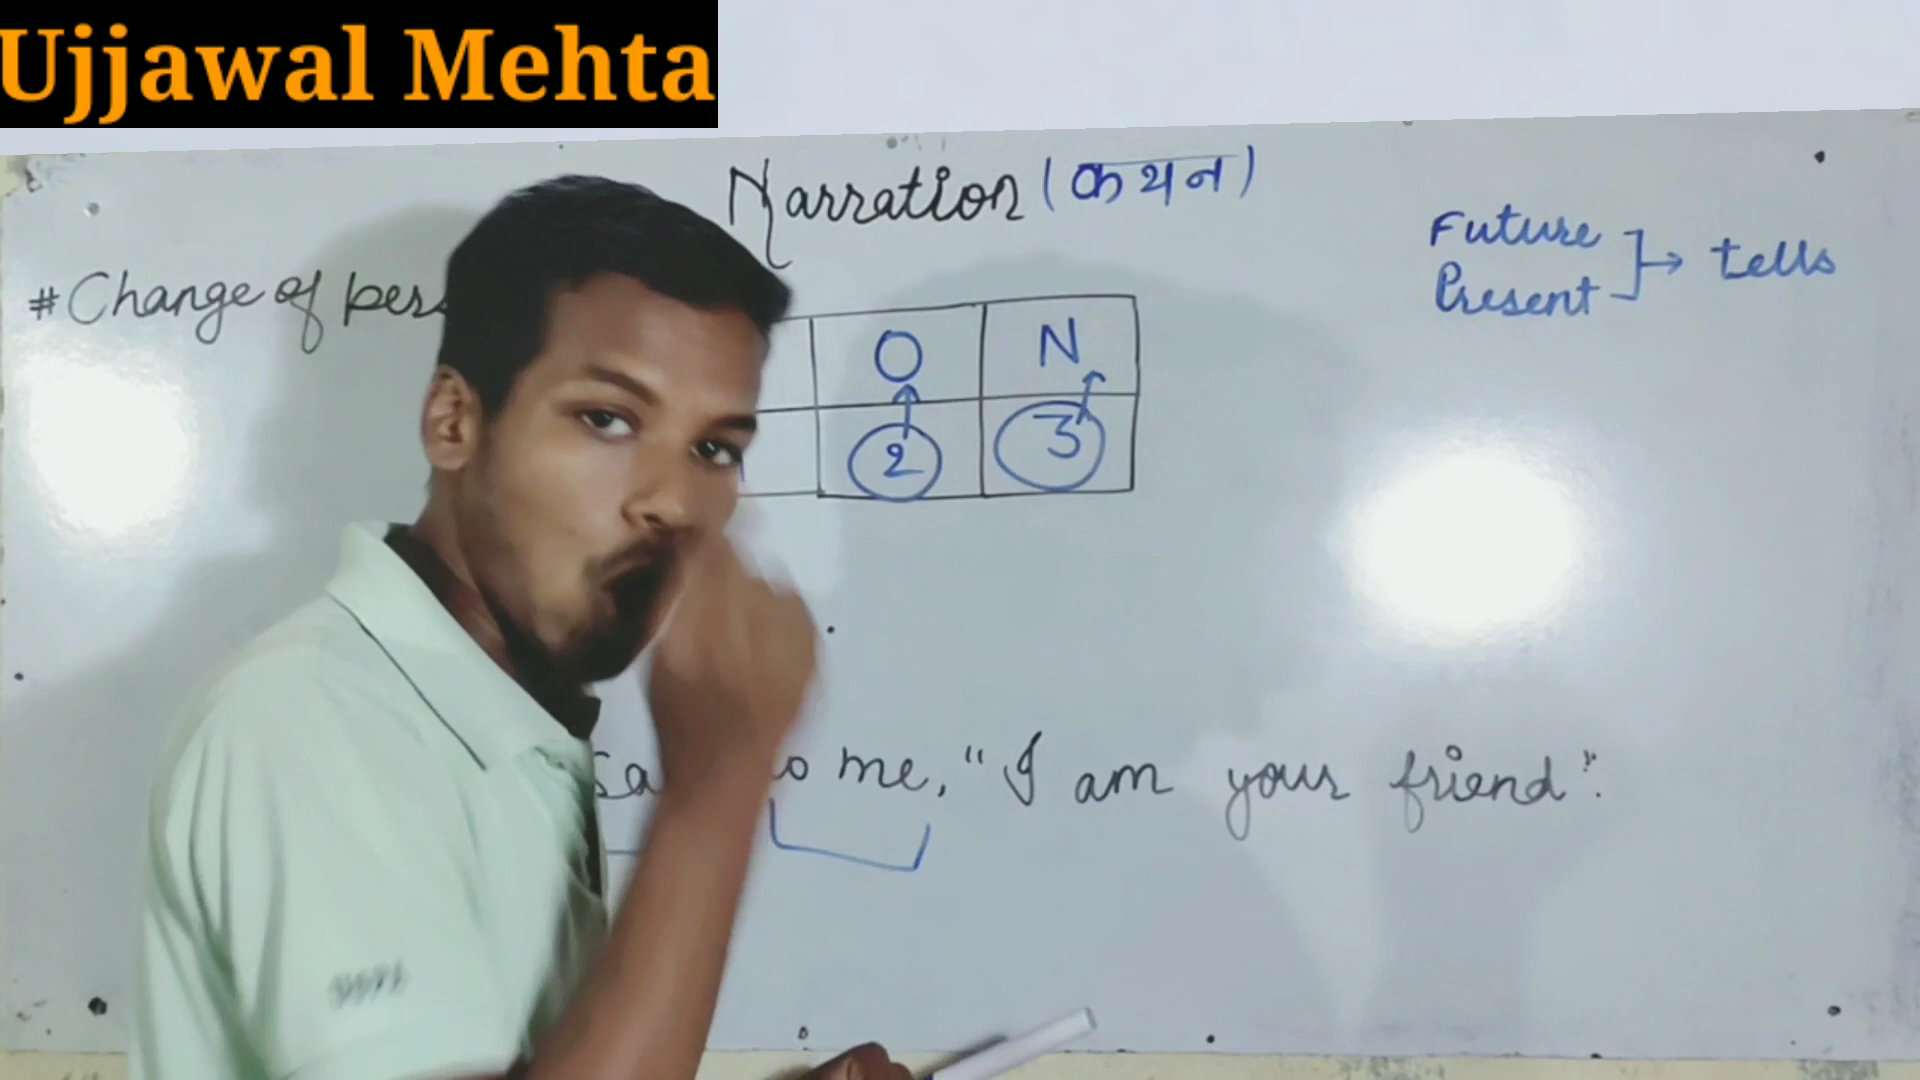 Ujjawal Mehta
Narration (कथन)
Future
Present → tells
#Change of
O N
2 3
me, "I am your friend".